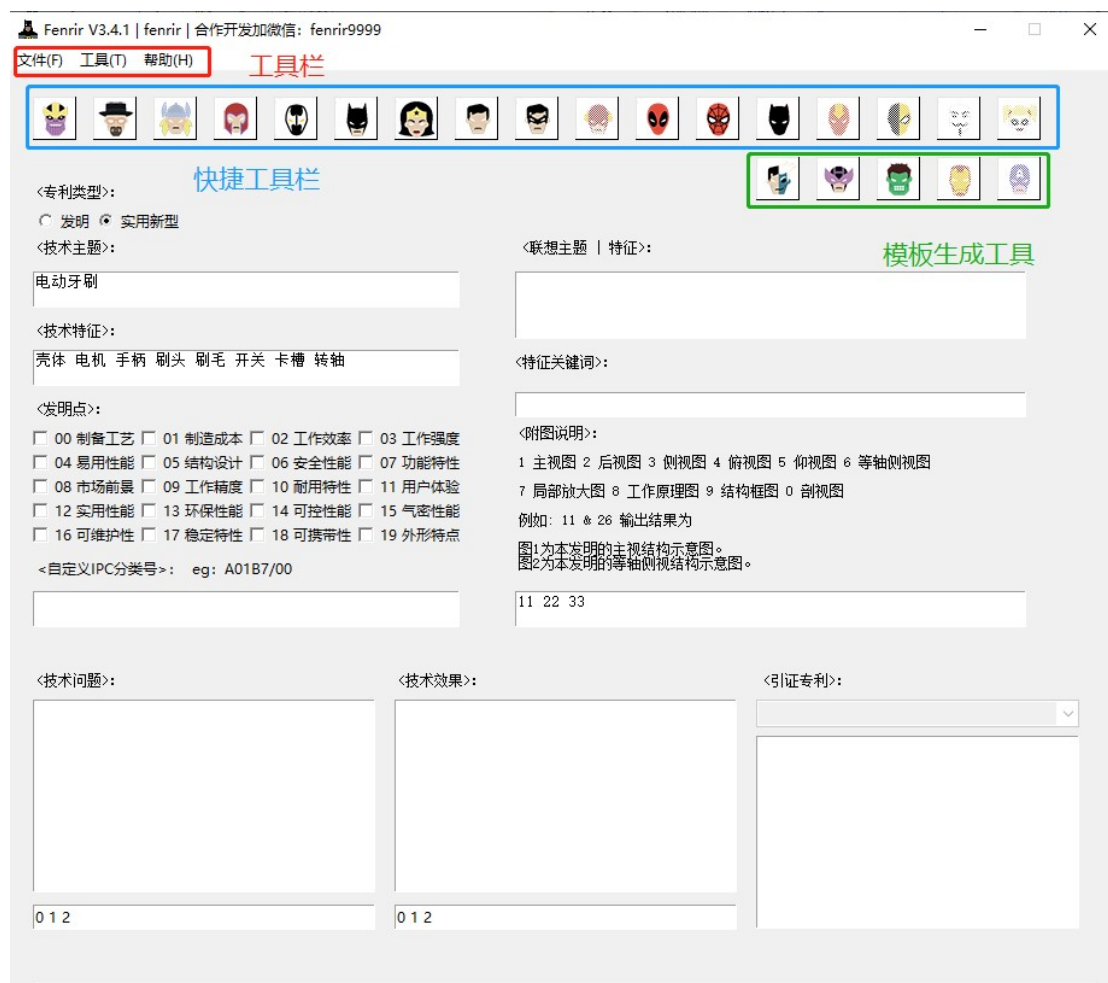 Fenrir V3.4.1 | fenrir | 合作开发加微信：fenrir9999
文件(F) 工具(T) 帮助(H)
工具栏
快捷工具栏
模板生成工具
<专利类型>：
发明 实用新型
<技术主题>：
电动牙刷
<联想主题 | 特征>：
<技术特征>：
壳体 电机 手柄 刷头 刷毛 开关 卡槽 转轴
<特征关键词>：
<发明点>：
00 制备工艺 01 制造成本 02 工作效率 03 工作强度
04 易用性能 05 结构设计 06 安全性能 07 功能特性
08 市场前景 09 工作精度 10 耐用特性 11 用户体验
12 实用性能 13 环保性能 14 可控性能 15 气密性能
16 可维护性 17 稳定特性 18 可携带性 19 外形特点
<附图说明>：
1 主视图 2 后视图 3 侧视图 4 俯视图 5 仰视图 6 等轴侧视图
7 局部放大图 8 工作原理图 9 结构框图 0 剖视图
例如: 11 & 26 输出结果为
图1为本发明的主视结构示意图。
图2为本发明的等轴侧视结构示意图。
<自定义IPC分类号>： eg: A01B7/00
11 22 33
<技术问题>：
<技术效果>：
<引证专利>：
0 1 2
0 1 2